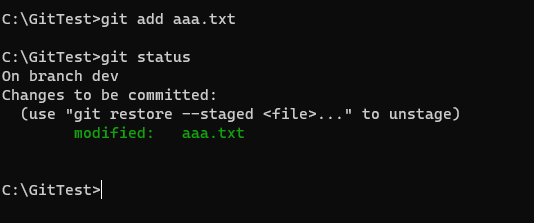 C:\GitTest>git add aaa.txt
C:\GitTest>git status
On branch dev
Changes to be committed:
  (use "git restore --staged <file>..." to unstage)
        modified:   aaa.txt
C:\GitTest>